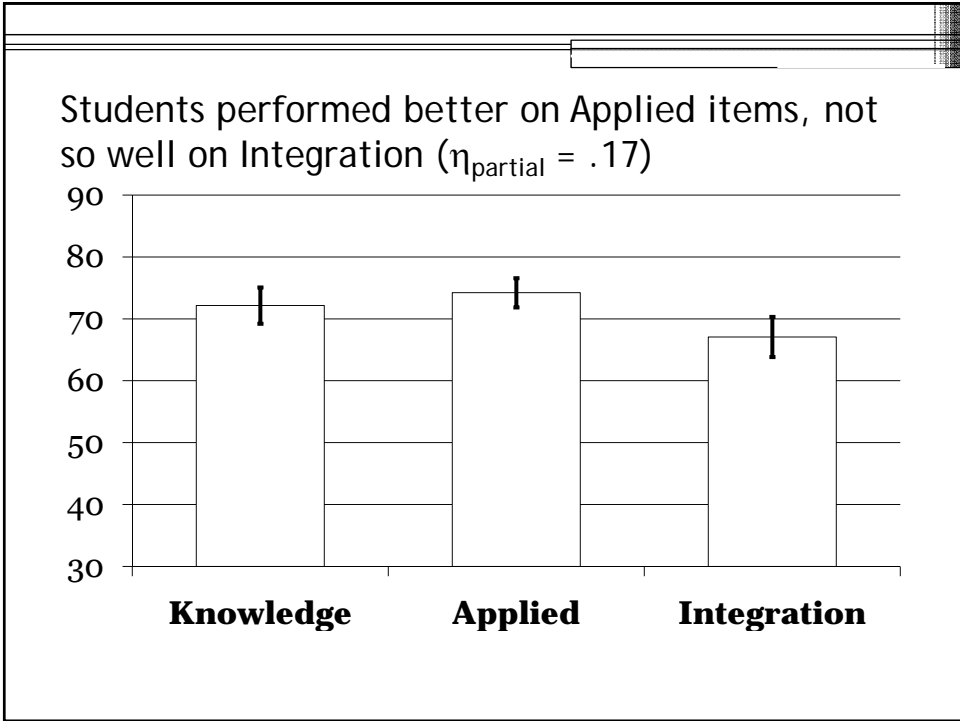 Students performed better on Applied items, not
so well on Integration (ηpartial = .17)
90
80
70
60
50
40
30
Knowledge Applied Integration